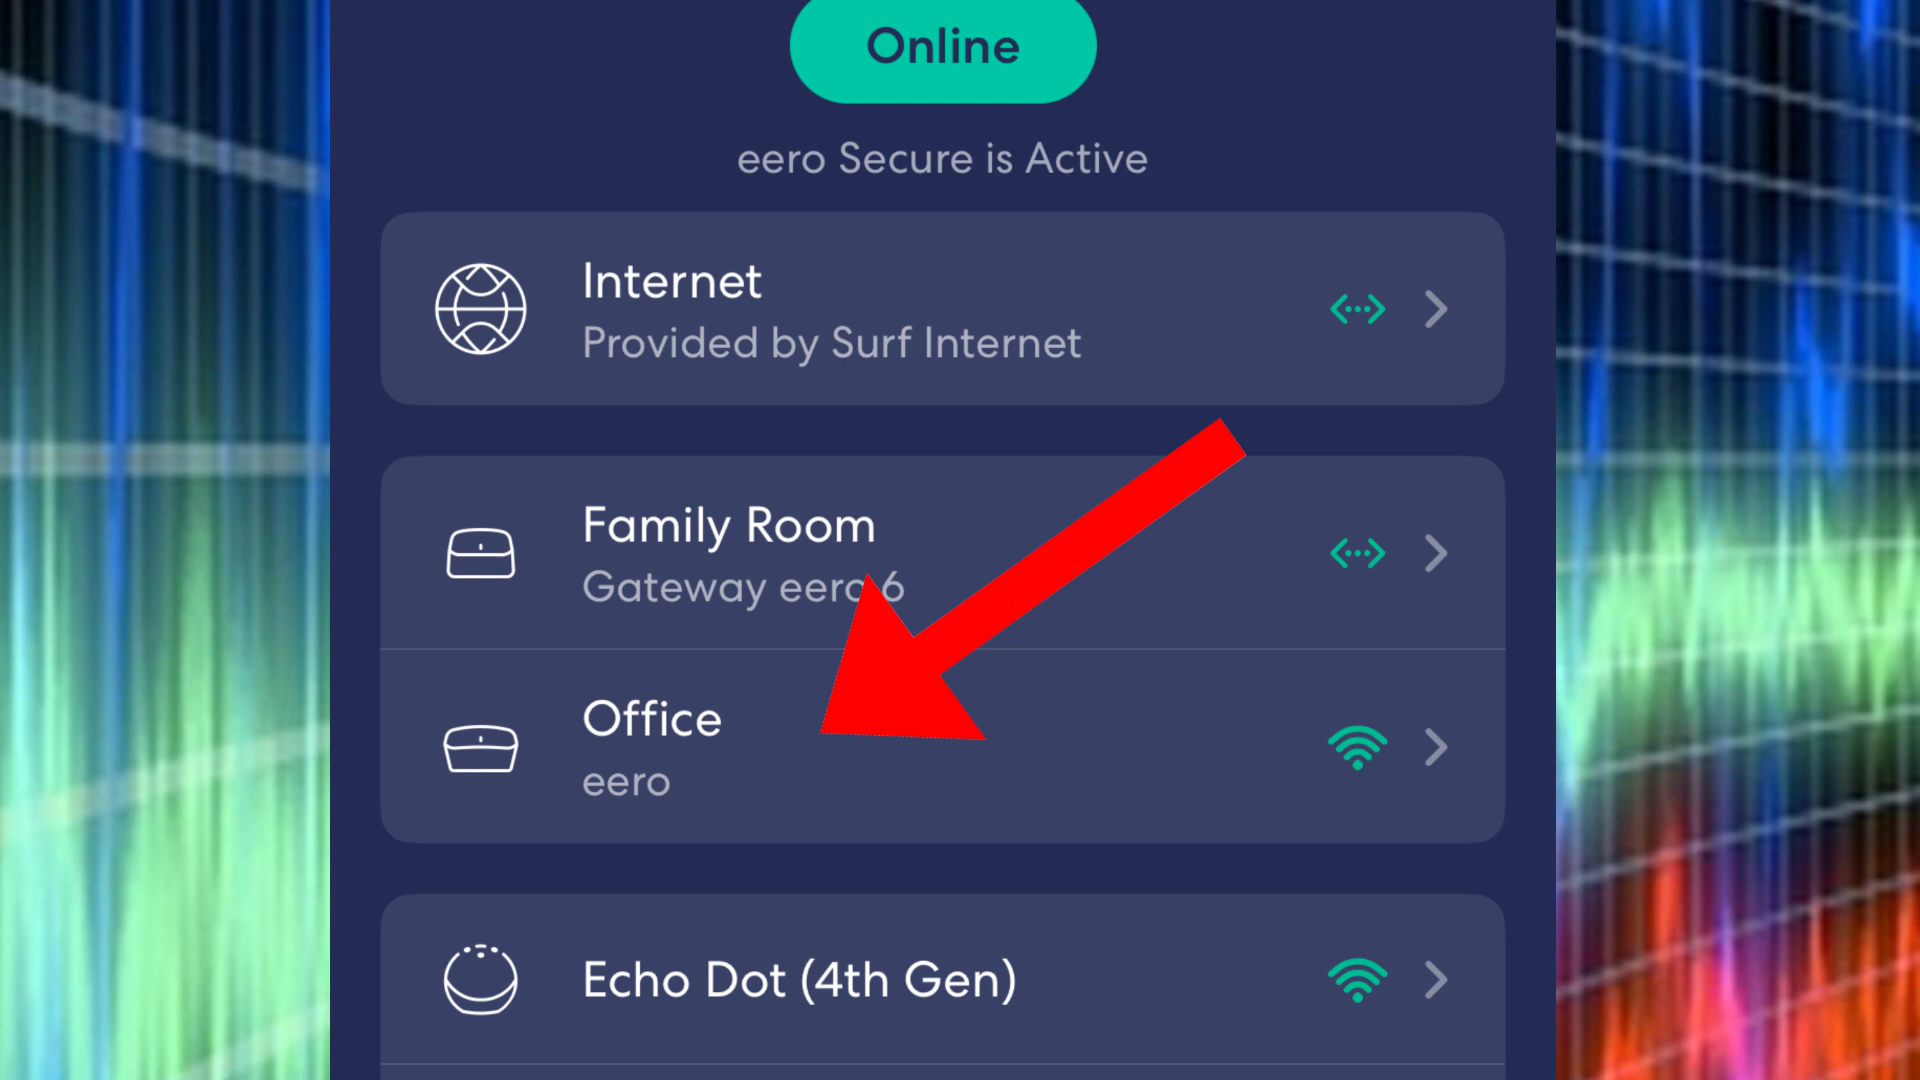 Online
eero Secure is Active
Internet
Provided by Surf Internet
Family Room
Gateway eero 6
Office
eero
Echo Dot (4th Gen)